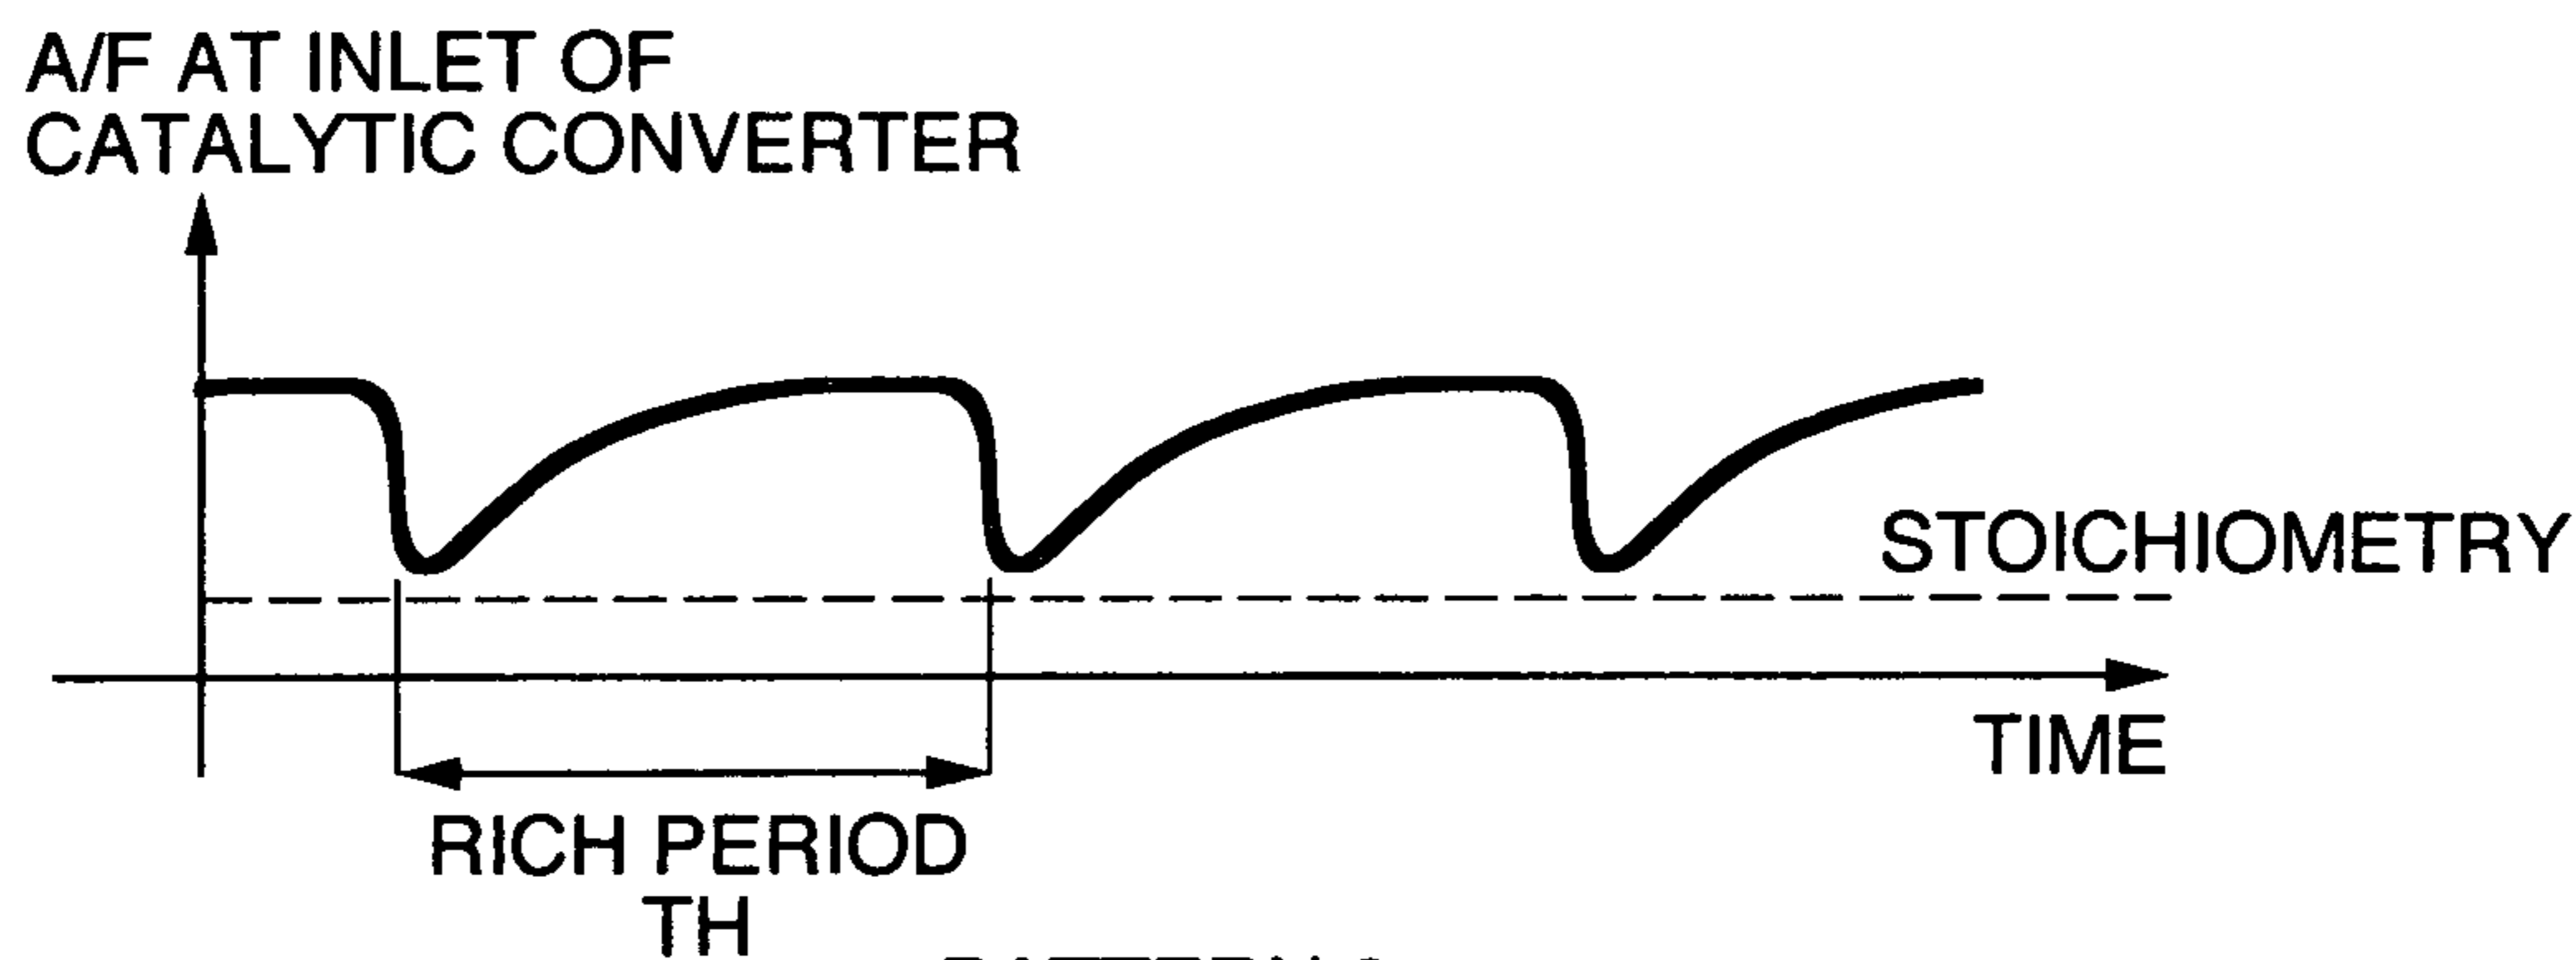 A/F AT INLET OF
CATALYTIC CONVERTER
STOICHIOMETRY
TIME
RICH PERIOD
TH